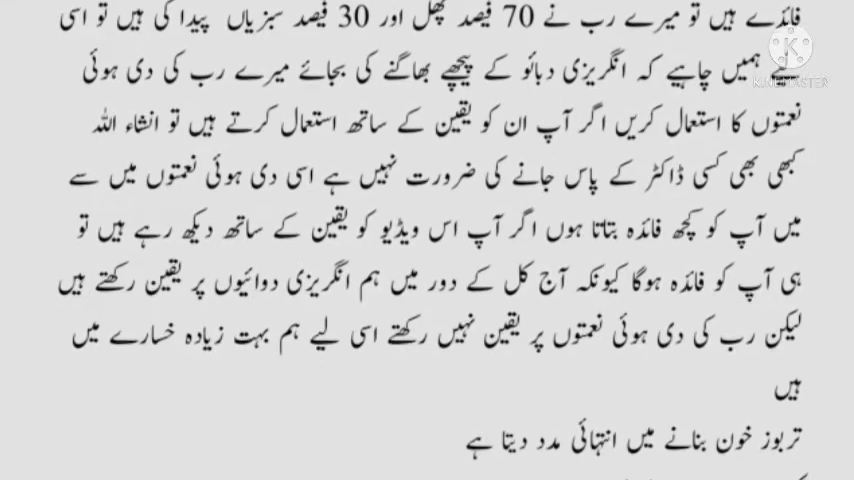 فائدے ہیں تو میرے رب نے 70 فیصد پھل اور 30 فیصد سبزیاں پیدا کی ہیں تو اسی
لئے ہمیں چاہیے کہ انگریزی دبائو کے پیچھے بھاگنے کی بجائے میرے رب کی دی ہوئی
نعمتوں کا استعمال کریں اگر آپ ان کو یقین کے ساتھ استعمال کرتے ہیں تو انشاء اللہ
کبھی بھی کسی ڈاکٹر کے پاس جانے کی ضرورت نہیں ہے اسی دی ہوئی نعمتوں میں سے
میں آپ کو کچھ فائدہ بتاتا ہوں اگر آپ اس ویڈیو کو یقین کے ساتھ دیکھ رہے ہیں تو
ہی آپ کو فائدہ ہوگا کیونکہ آج کل کے دور میں ہم انگریزی دوائیوں پر یقین رکھتے ہیں
لیکن رب کی دی ہوئی نعمتوں پر یقین نہیں رکھتے اسی لیے ہم بہت زیادہ خسارے میں
ہیں
تربوز خون بنانے میں انتہائی مدد دیتا ہے
KINEMASTER